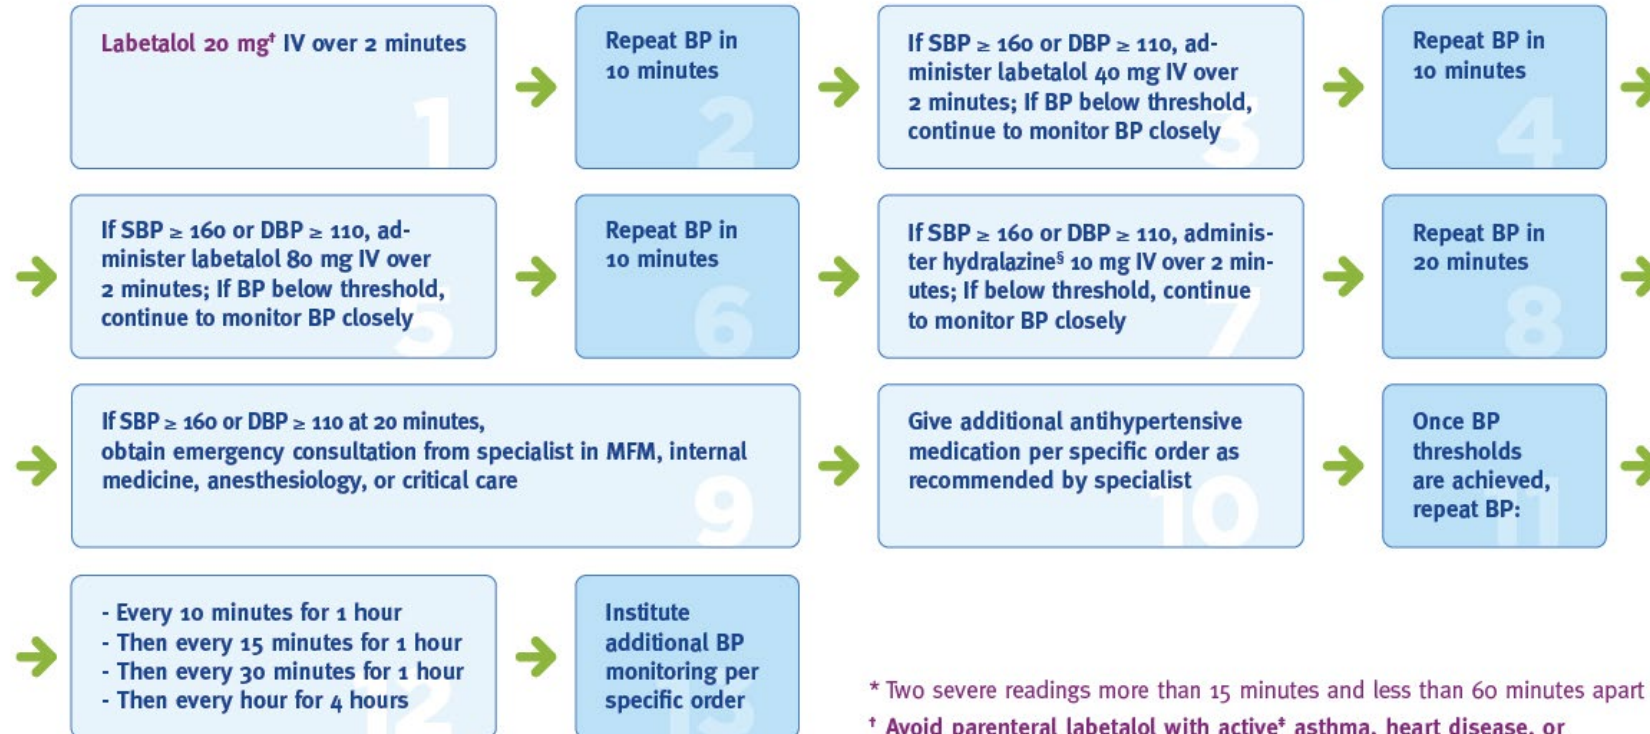 Labetalol 20 mg† IV over 2 minutes
1
Repeat BP in
10 minutes
2
If SBP ≥ 160 or DBP ≥ 110, ad-
minister labetalol 40 mg IV over
2 minutes; If BP below threshold,
continue to monitor BP closely
3
Repeat BP in
10 minutes
4
If SBP ≥ 160 or DBP ≥ 110, ad-
minister labetalol 80 mg IV over
2 minutes; If BP below threshold,
continue to monitor BP closely
5
Repeat BP in
10 minutes
6
If SBP ≥ 160 or DBP ≥ 110, adminis-
ter hydralazine§ 10 mg IV over 2 min-
utes; If below threshold, continue
to monitor BP closely
7
Repeat BP in
20 minutes
8
If SBP ≥ 160 or DBP ≥ 110 at 20 minutes,
obtain emergency consultation from specialist in MFM, internal
medicine, anesthesiology, or critical care
9
Give additional antihypertensive
medication per specific order as
recommended by specialist
10
Once BP
thresholds
are achieved,
repeat BP:
11
- Every 10 minutes for 1 hour
- Then every 15 minutes for 1 hour
- Then every 30 minutes for 1 hour
- Then every hour for 4 hours
12
Institute
additional BP
monitoring per
specific order
13
* Two severe readings more than 15 minutes and less than 60 minutes apart
† Avoid parenteral labetalol with active‡ asthma, heart disease, or